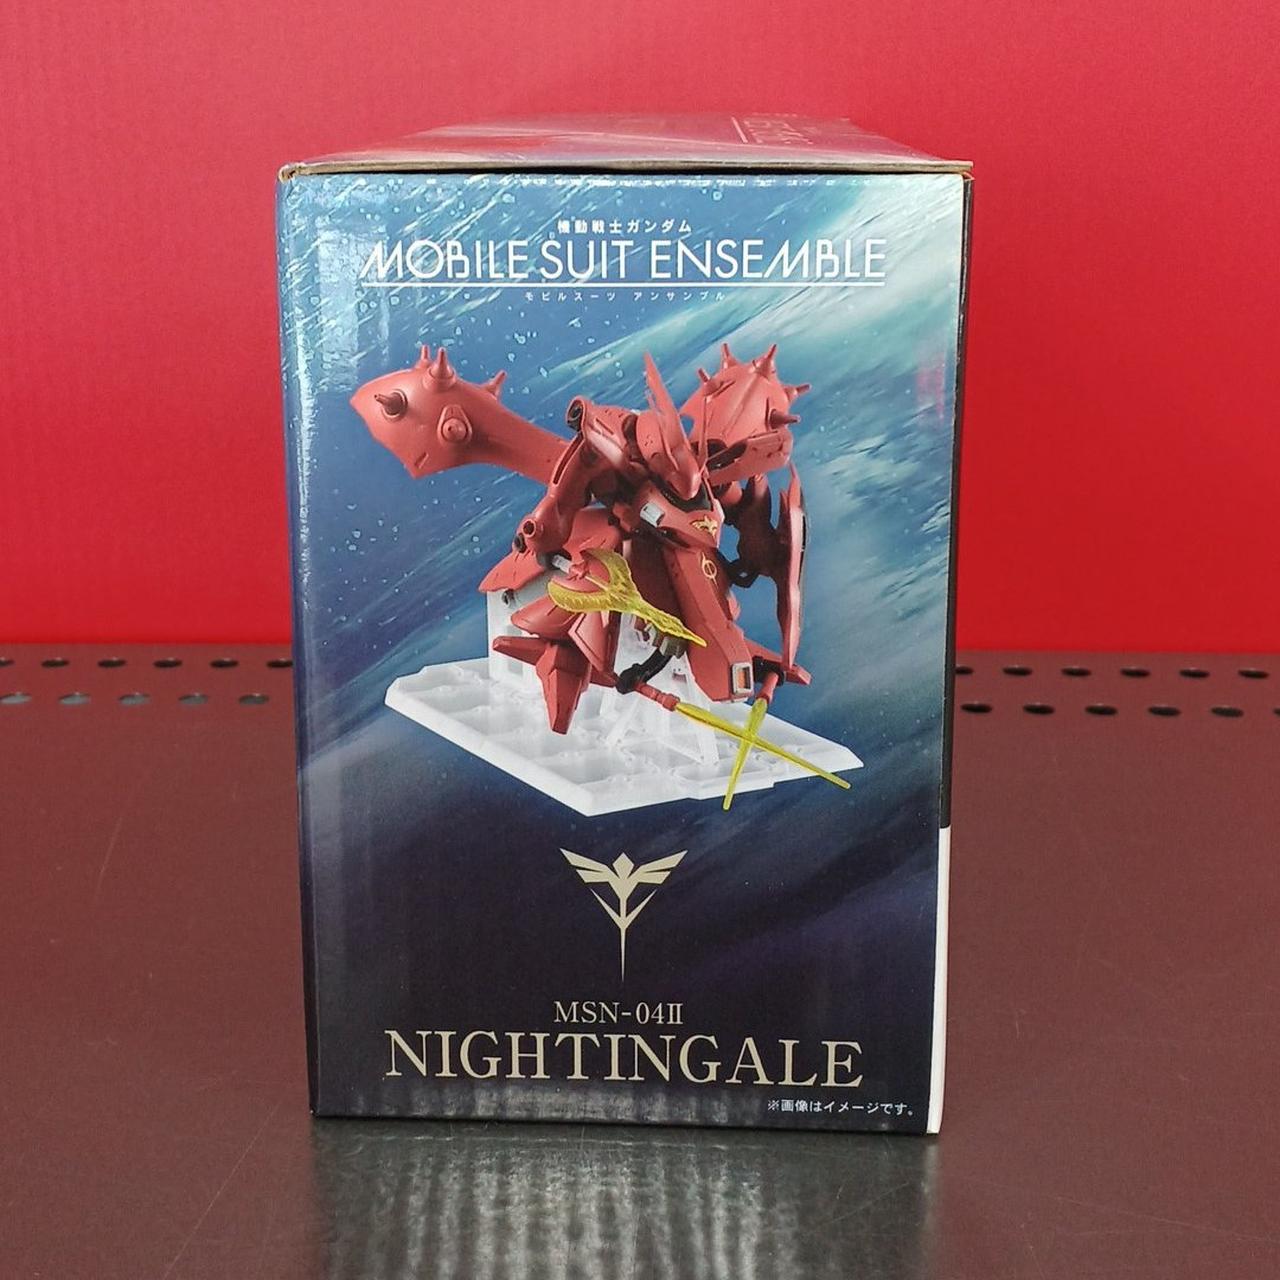 機動戦士ガンダム
MOBILE SUIT ENSEMBLE
モビルスーツ アンサンブル
MSN-04II
NIGHTINGALE
※画像はイメージです。